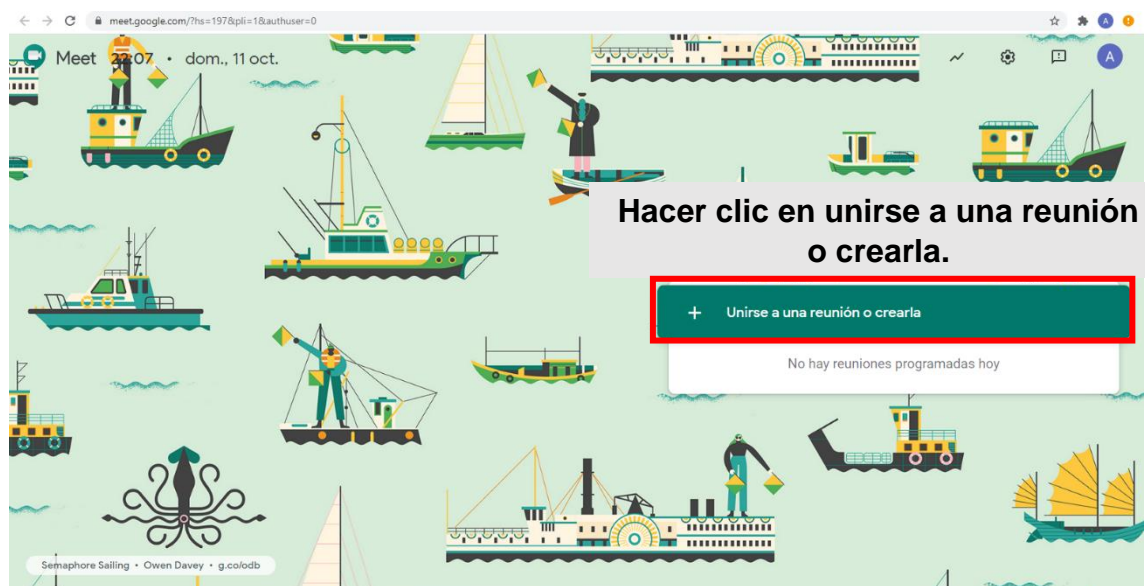 meet.google.com/?hs=197&pli=1&authuser=0
A
Meet 22:07 • dom., 11 oct.
A
Hacer clic en unirse a una reunión
o crearla.
+ Unirse a una reunión o crearla
No hay reuniones programadas hoy
Semaphore Sailing • Owen Davey • g.co/odb